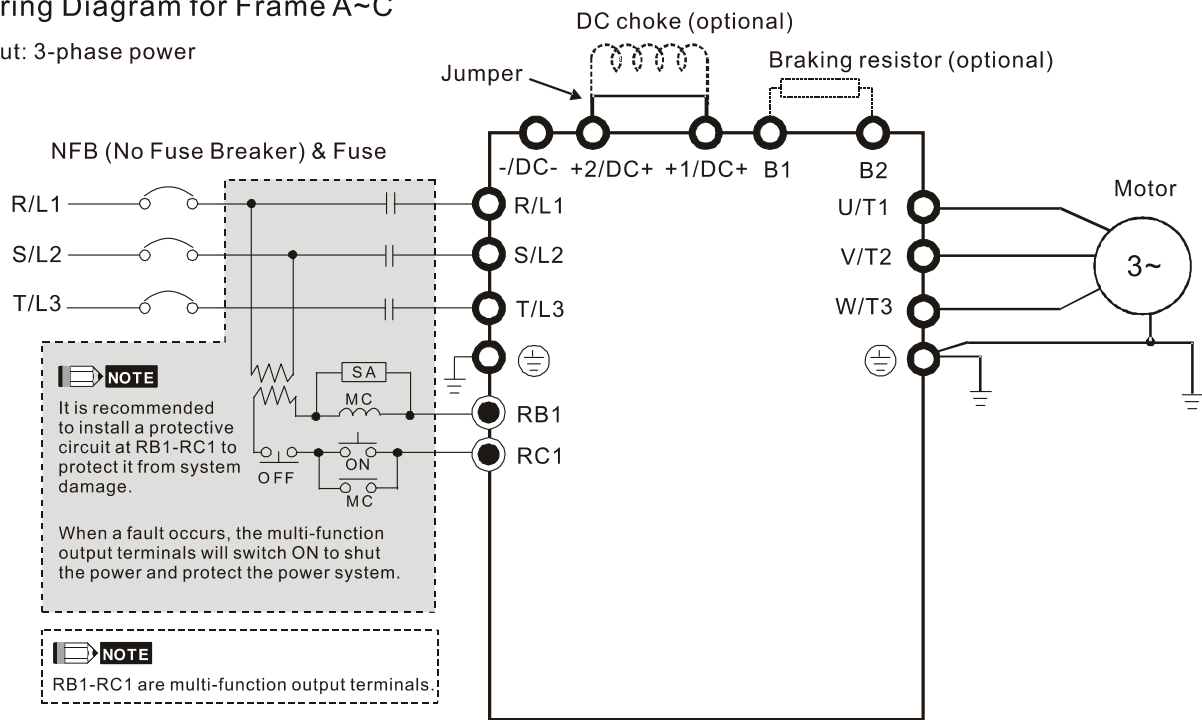 ring Diagram for Frame A~C
ut: 3-phase power
DC choke (optional)
Jumper
Braking resistor (optional)
NFB (No Fuse Breaker) & Fuse
-/DC- +2/DC+ +1/DC+ B1 B2
Motor
R/L1 R/L1 U/T1
S/L2 S/L2 V/T2 3~
T/L3 T/L3 W/T3
NOTE
It is recommended
to install a protective
circuit at RB1-RC1 to
protect it from system
damage.
SA
MC
RB1
RC1
OFF
ON
MC
When a fault occurs, the multi-function
output terminals will switch ON to shut
the power and protect the power system.
NOTE
RB1-RC1 are multi-function output terminals.